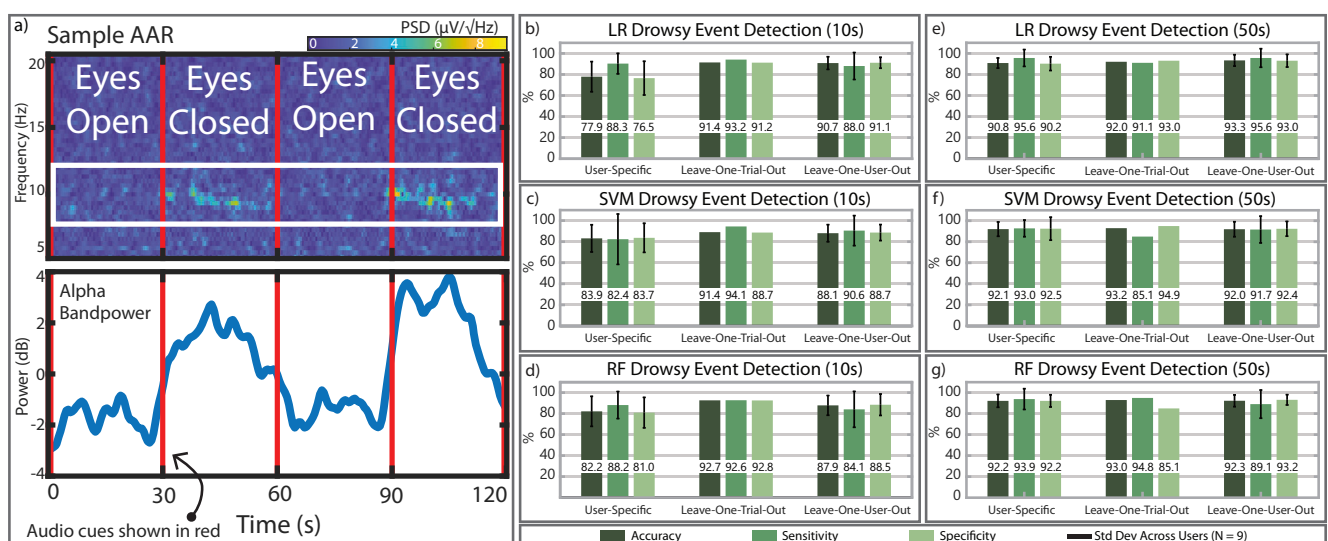 a)
Sample AAR
PSD (µV/√Hz)
0 2 4 6 8
Eyes Open
Eyes Closed
Eyes Open
Eyes Closed
Frequency (Hz)
20
15
10
5
Alpha Bandpower
Power (dB)
4
2
0
-2
-4
0 30 60 90 120
Time (s)
Audio cues shown in red
b) LR Drowsy Event Detection (10s)
%
100
80
60
40
20
0
77.9 88.3 76.5 91.4 93.2 91.2 90.7 88.0 91.1
User-Specific Leave-One-Trial-Out Leave-One-User-Out
c) SVM Drowsy Event Detection (10s)
%
100
80
60
40
20
0
83.9 82.4 83.7 91.4 94.1 88.7 88.1 90.6 88.7
User-Specific Leave-One-Trial-Out Leave-One-User-Out
d) RF Drowsy Event Detection (10s)
%
100
80
60
40
20
0
82.2 88.2 81.0 92.7 92.6 92.8 87.9 84.1 88.5
User-Specific Leave-One-Trial-Out Leave-One-User-Out
e) LR Drowsy Event Detection (50s)
%
100
80
60
40
20
0
90.8 95.6 90.2 92.0 91.1 93.0 93.3 95.6 93.0
User-Specific Leave-One-Trial-Out Leave-One-User-Out
f) SVM Drowsy Event Detection (50s)
%
100
80
60
40
20
0
92.1 93.0 92.5 93.2 85.1 94.9 92.0 91.7 92.4
User-Specific Leave-One-Trial-Out Leave-One-User-Out
g) RF Drowsy Event Detection (50s)
%
100
80
60
40
20
0
92.2 93.9 92.2 93.0 94.8 85.1 92.3 89.1 93.2
User-Specific Leave-One-Trial-Out Leave-One-User-Out
Accuracy Sensitivity Specificity Std Dev Across Users (N = 9)